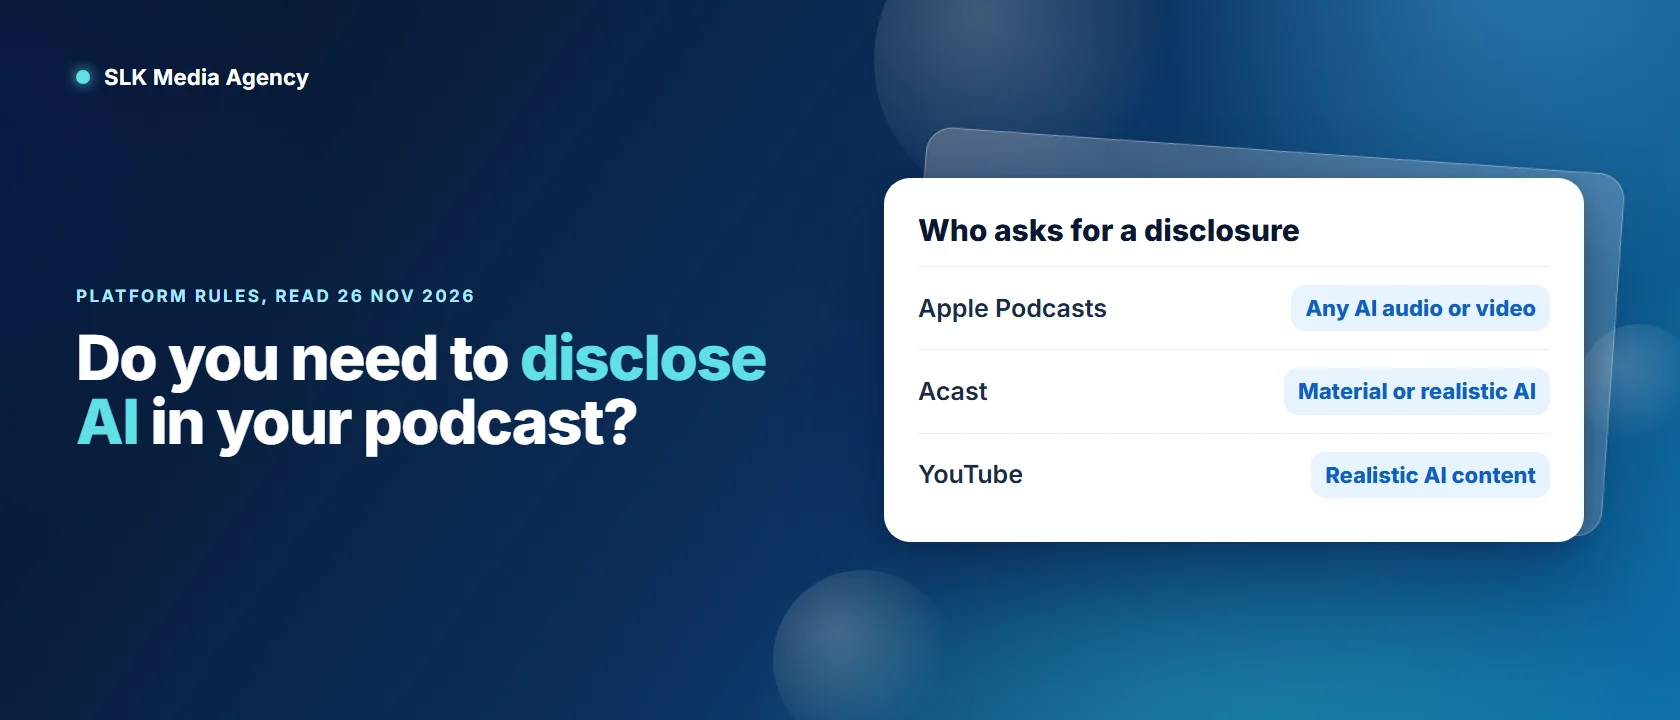 SLK Media Agency
PLATFORM RULES, READ 26 NOV 2026
Do you need to disclose
AI in your podcast?
Who asks for a disclosure
Apple Podcasts
Any AI audio or video
Acast
Material or realistic AI
YouTube
Realistic AI content